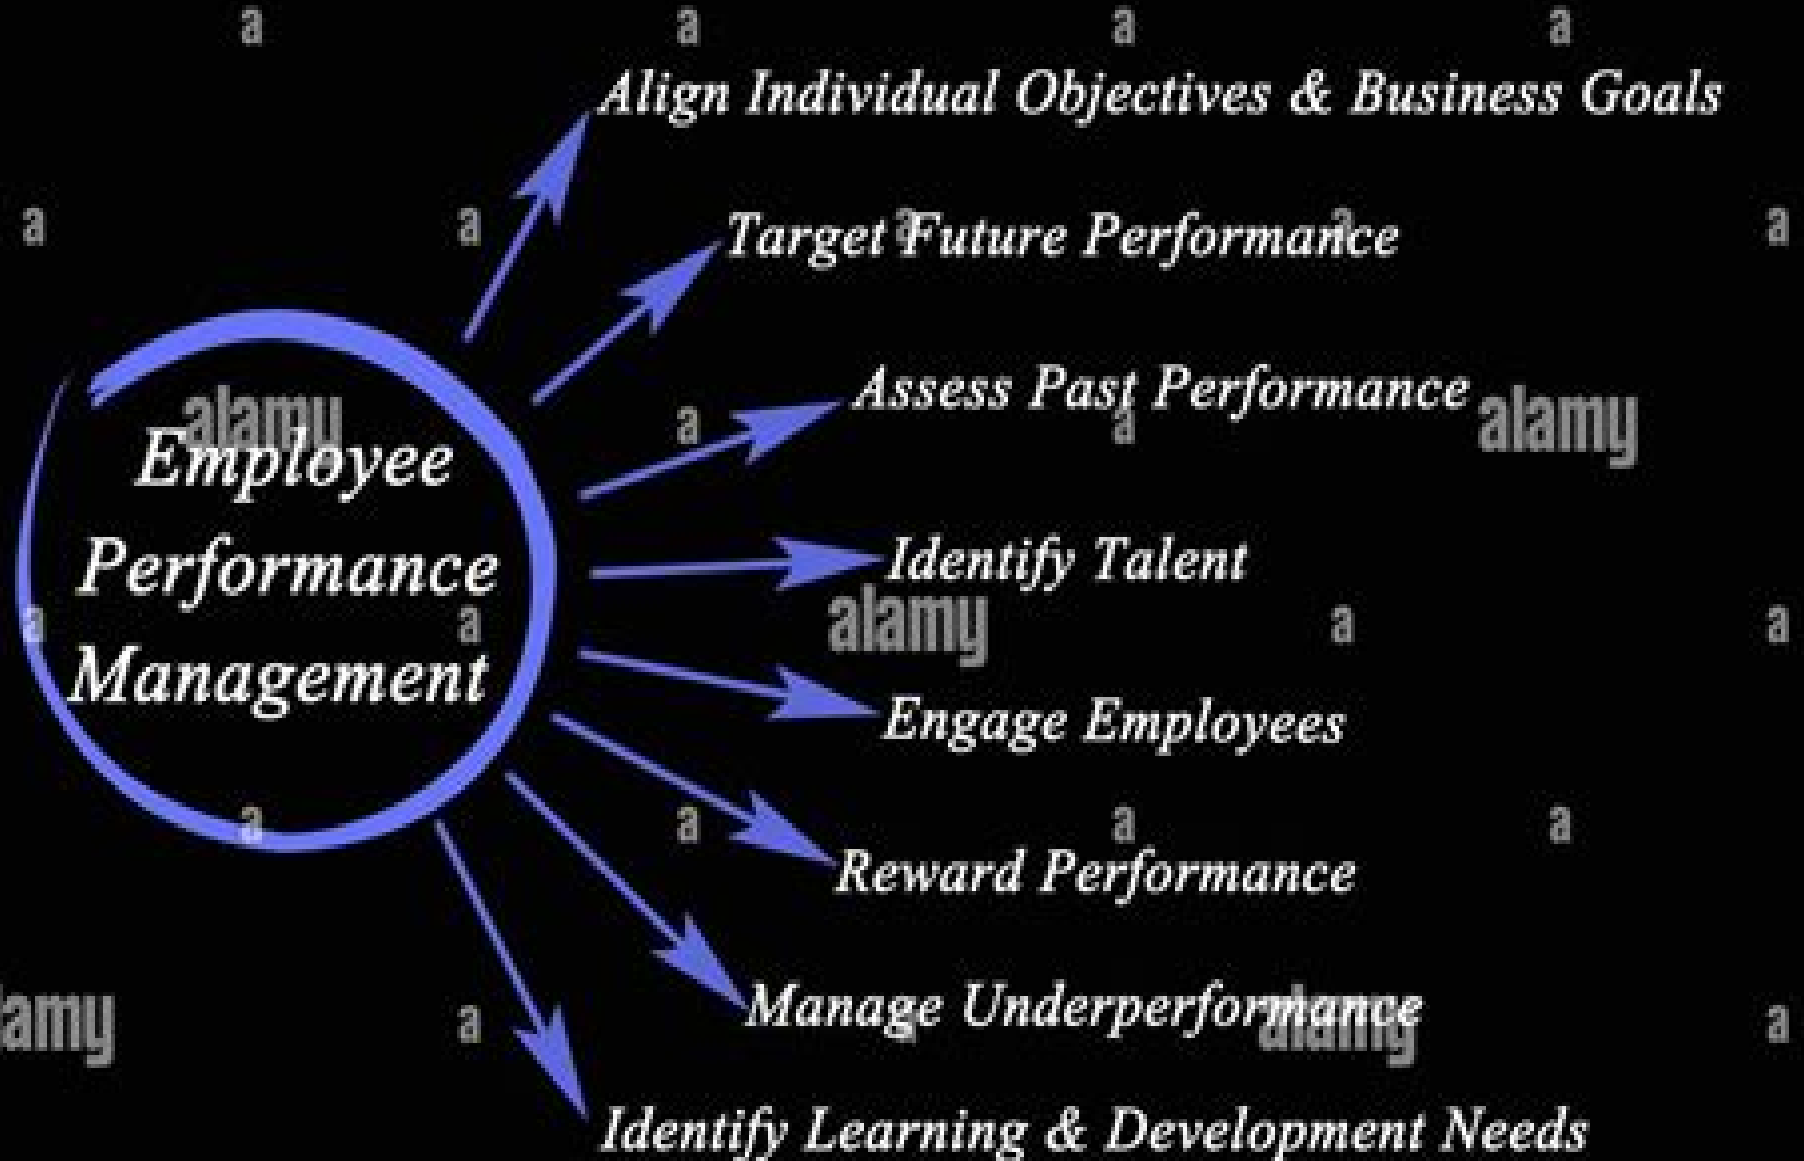 Align Individual Objectives & Business Goals
Target Future Performance
Assess Past Performance
Employee
Performance
Management
Identify Talent
Engage Employees
Reward Performance
Manage Underperformance
Identify Learning & Development Needs
a a a a
a a a a a
alamy a a alamy
a a alamy a a
a a a a
alamy a a alamy a